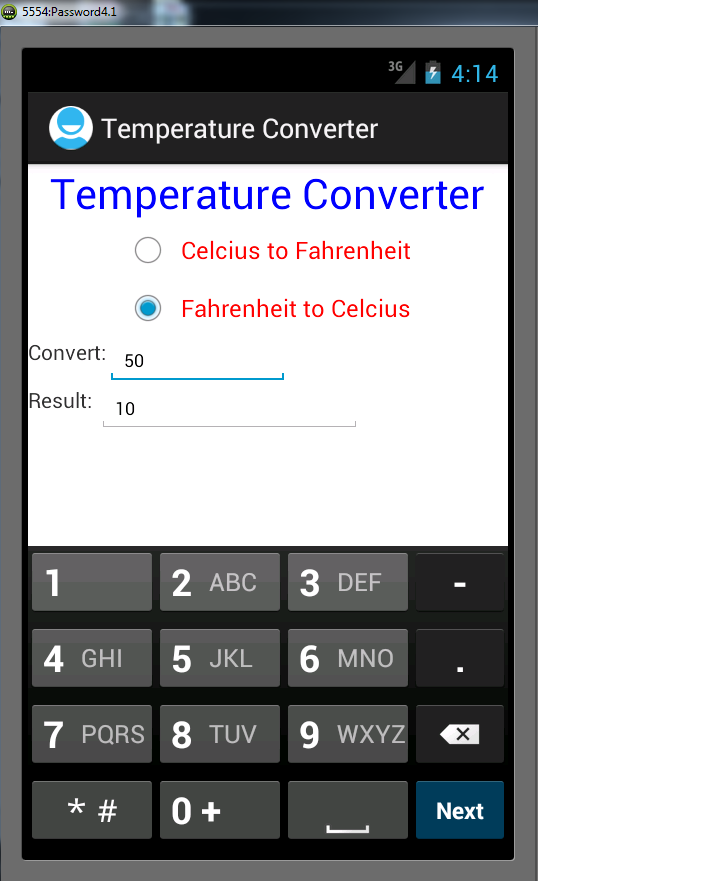 5554:Password4.1
3G 4:14
Temperature Converter
Temperature Converter
Celcius to Fahrenheit
Fahrenheit to Celcius
Convert: 50
Result: 10
1 2 ABC 3 DEF -
4 GHI 5 JKL 6 MNO .
7 PQRS 8 TUV 9 WXYZ
* # 0 + Next